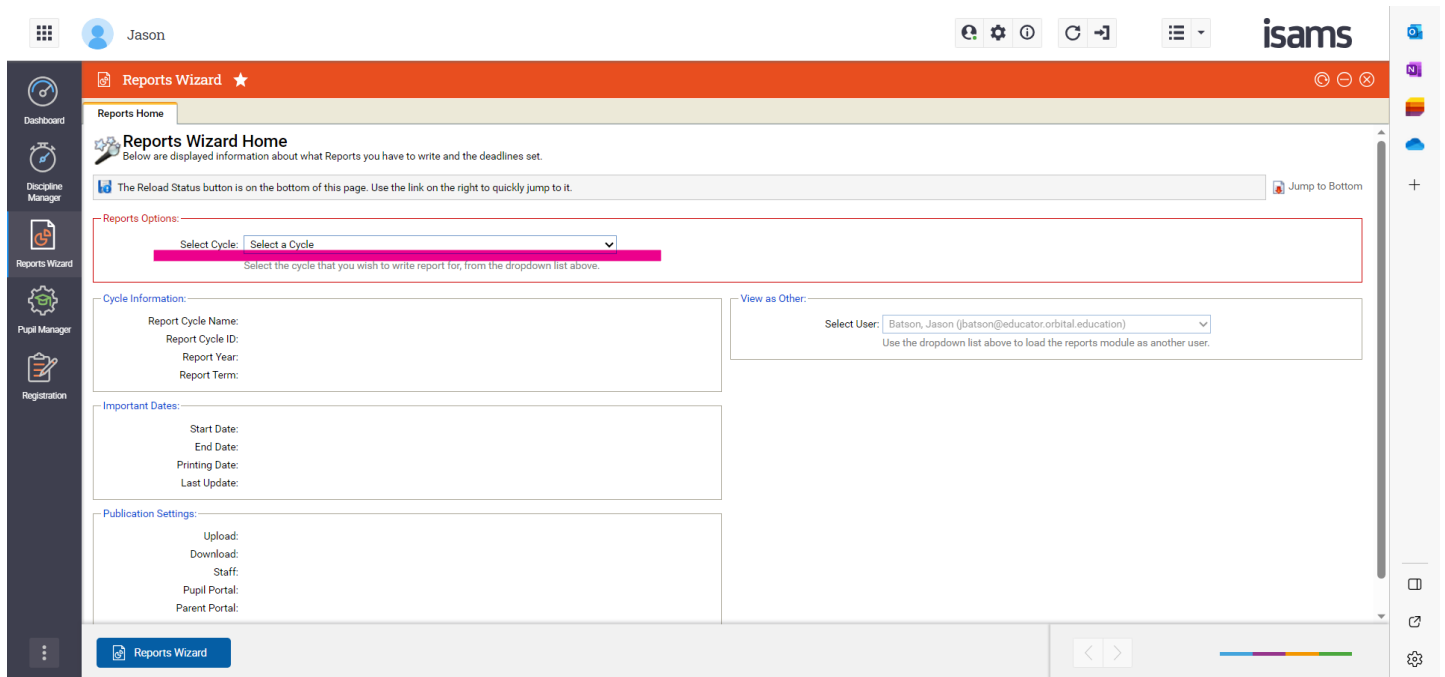 Jason
isams
Reports Wizard
Dashboard
Discipline
Manager
Reports Wizard
Pupil Manager
Registration
Reports Home
Reports Wizard Home
Below are displayed information about what Reports you have to write and the deadlines set.
The Reload Status button is on the bottom of this page. Use the link on the right to quickly jump to it.
Jump to Bottom
Reports Options:
Select Cycle: Select a Cycle
Select the cycle that you wish to write report for, from the dropdown list above.
Cycle Information:
Report Cycle Name:
Report Cycle ID:
Report Year:
Report Term:
View as Other:
Select User: Batson, Jason (jbatson@educator.orbital.education)
Use the dropdown list above to load the reports module as another user.
Important Dates:
Start Date:
End Date:
Printing Date:
Last Update:
Publication Settings:
Upload:
Download:
Staff:
Pupil Portal:
Parent Portal:
Reports Wizard